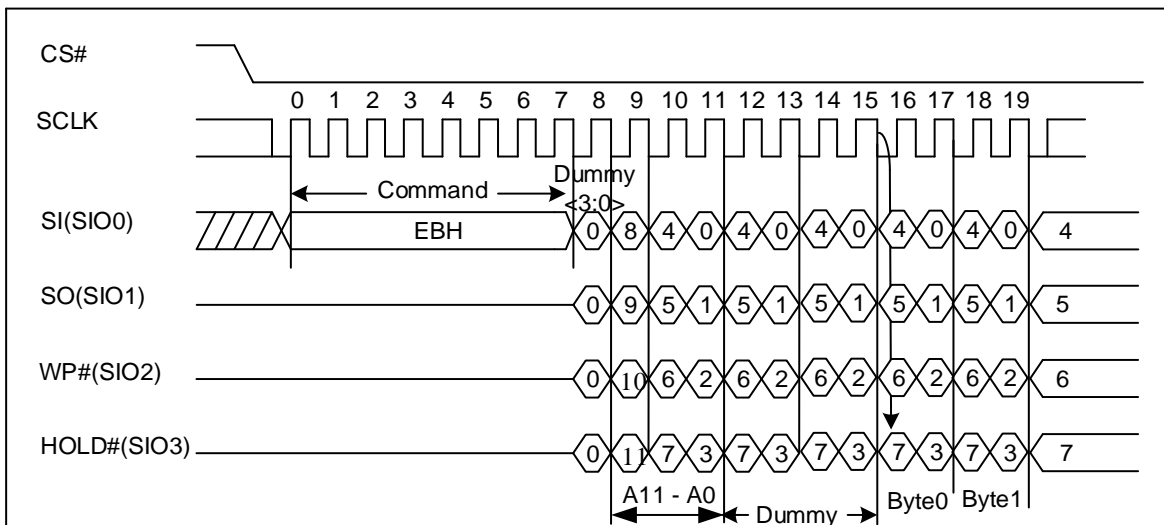 CS#
0 1 2 3 4 5 6 7 8 9 10 11 12 13 14 15 16 17 18 19
SCLK
Command
Dummy
<3:0>
SI(SIO0)
EBH
0 8 4 0 4 0 4 0 4 0 4 0 4
SO(SIO1)
0 9 5 1 5 1 5 1 5 1 5 1 5
WP#(SIO2)
0 10 6 2 6 2 6 2 6 2 6 2 6
HOLD#(SIO3)
0 11 7 3 7 3 7 3 7 3 7 3 7
A11 - A0
Dummy
Byte0
Byte1